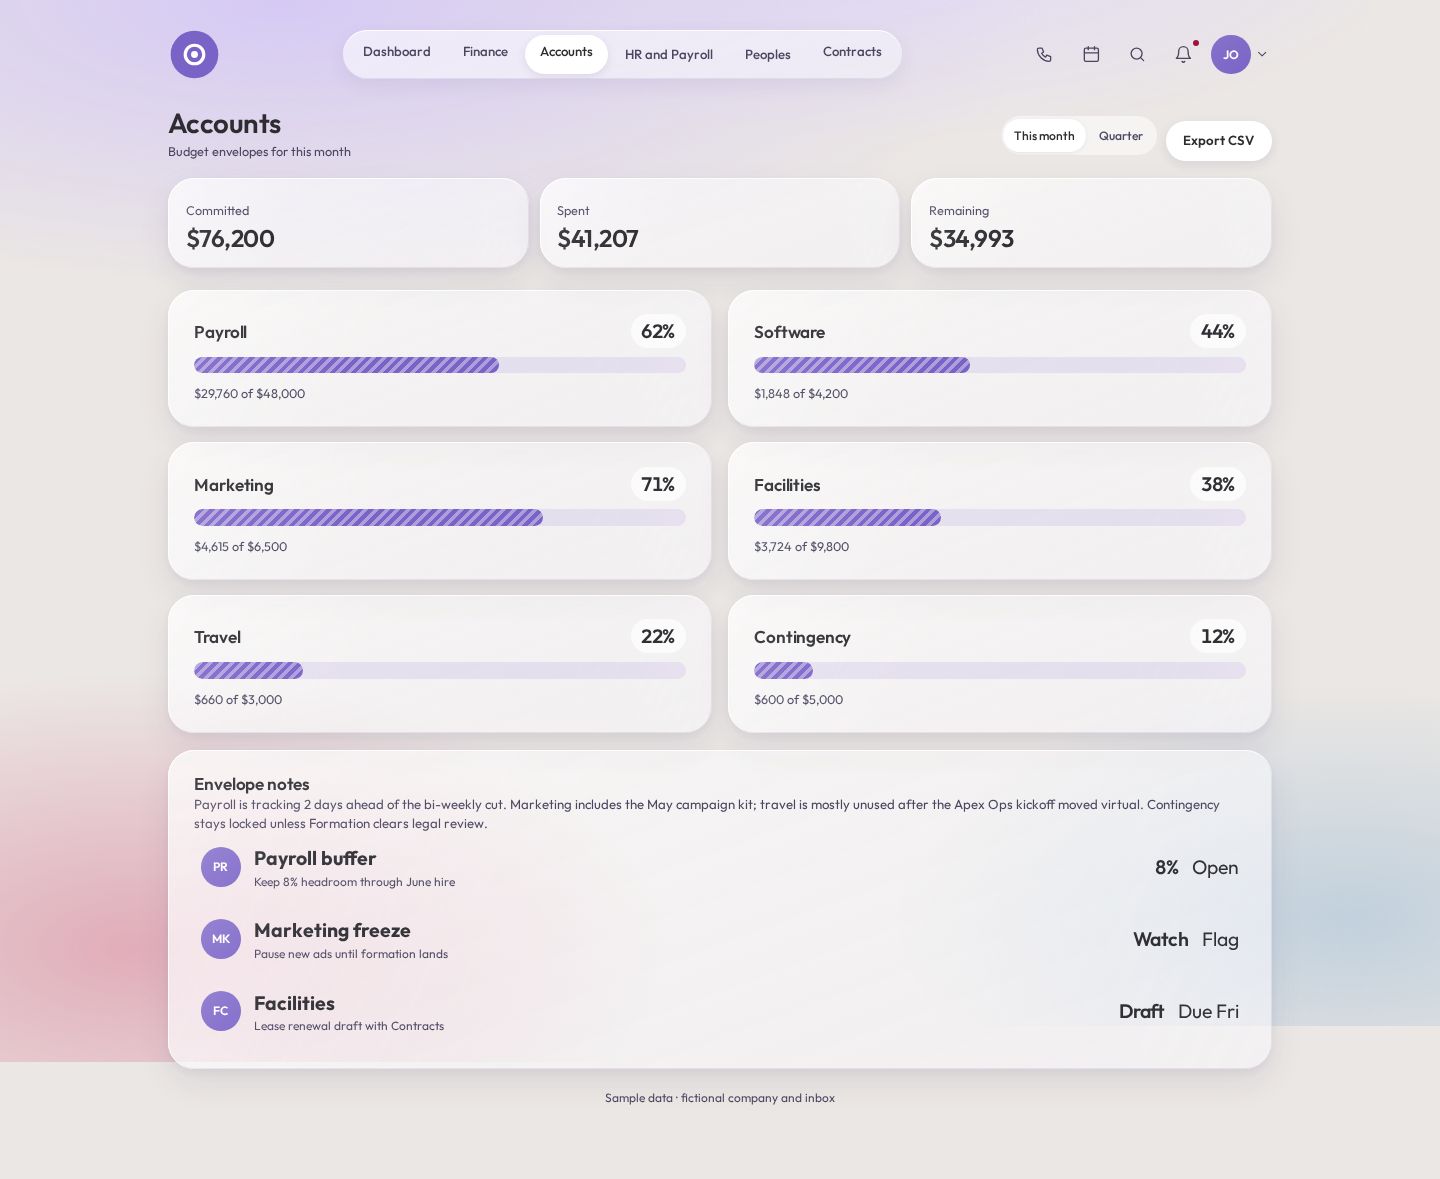 Dashboard Finance Accounts HR and Payroll Peoples Contracts
JO
Accounts
Budget envelopes for this month
This month Quarter Export CSV
Committed
$76,200
Spent
$41,207
Remaining
$34,993
Payroll 62%
$29,760 of $48,000
Software 44%
$1,848 of $4,200
Marketing 71%
$4,615 of $6,500
Facilities 38%
$3,724 of $9,800
Travel 22%
$660 of $3,000
Contingency 12%
$600 of $5,000
Envelope notes
Payroll is tracking 2 days ahead of the bi-weekly cut. Marketing includes the May campaign kit; travel is mostly unused after the Apex Ops kickoff moved virtual. Contingency
stays locked unless Formation clears legal review.
PR Payroll buffer 8% Open
Keep 8% headroom through June hire
MK Marketing freeze Watch Flag
Pause new ads until formation lands
FC Facilities Draft Due Fri
Lease renewal draft with Contracts
Sample data · fictional company and inbox